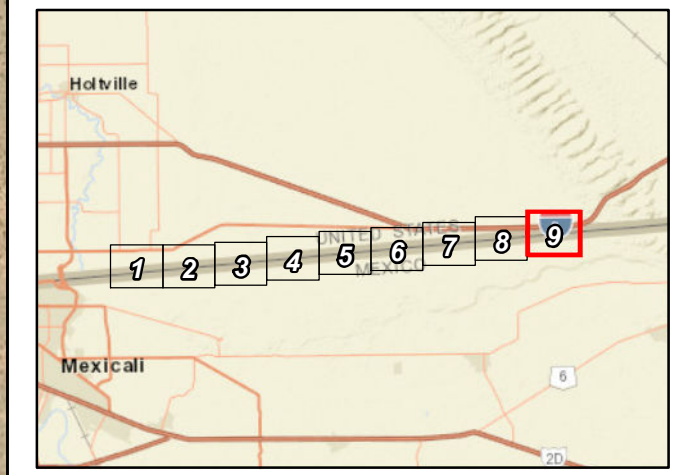 Holtville
UNITED STATES
MEXICO
1 2 3 4 5 6 7 8 9
Mexicali
6
2D